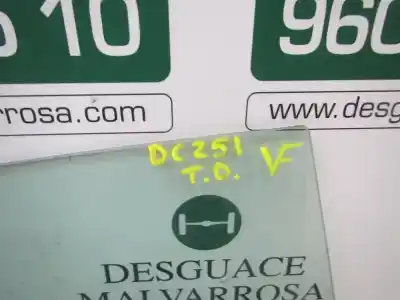 10
960
rrosa.com
www.desg
DC251 VF
T.D.
DESGUACE
MALVARROSA